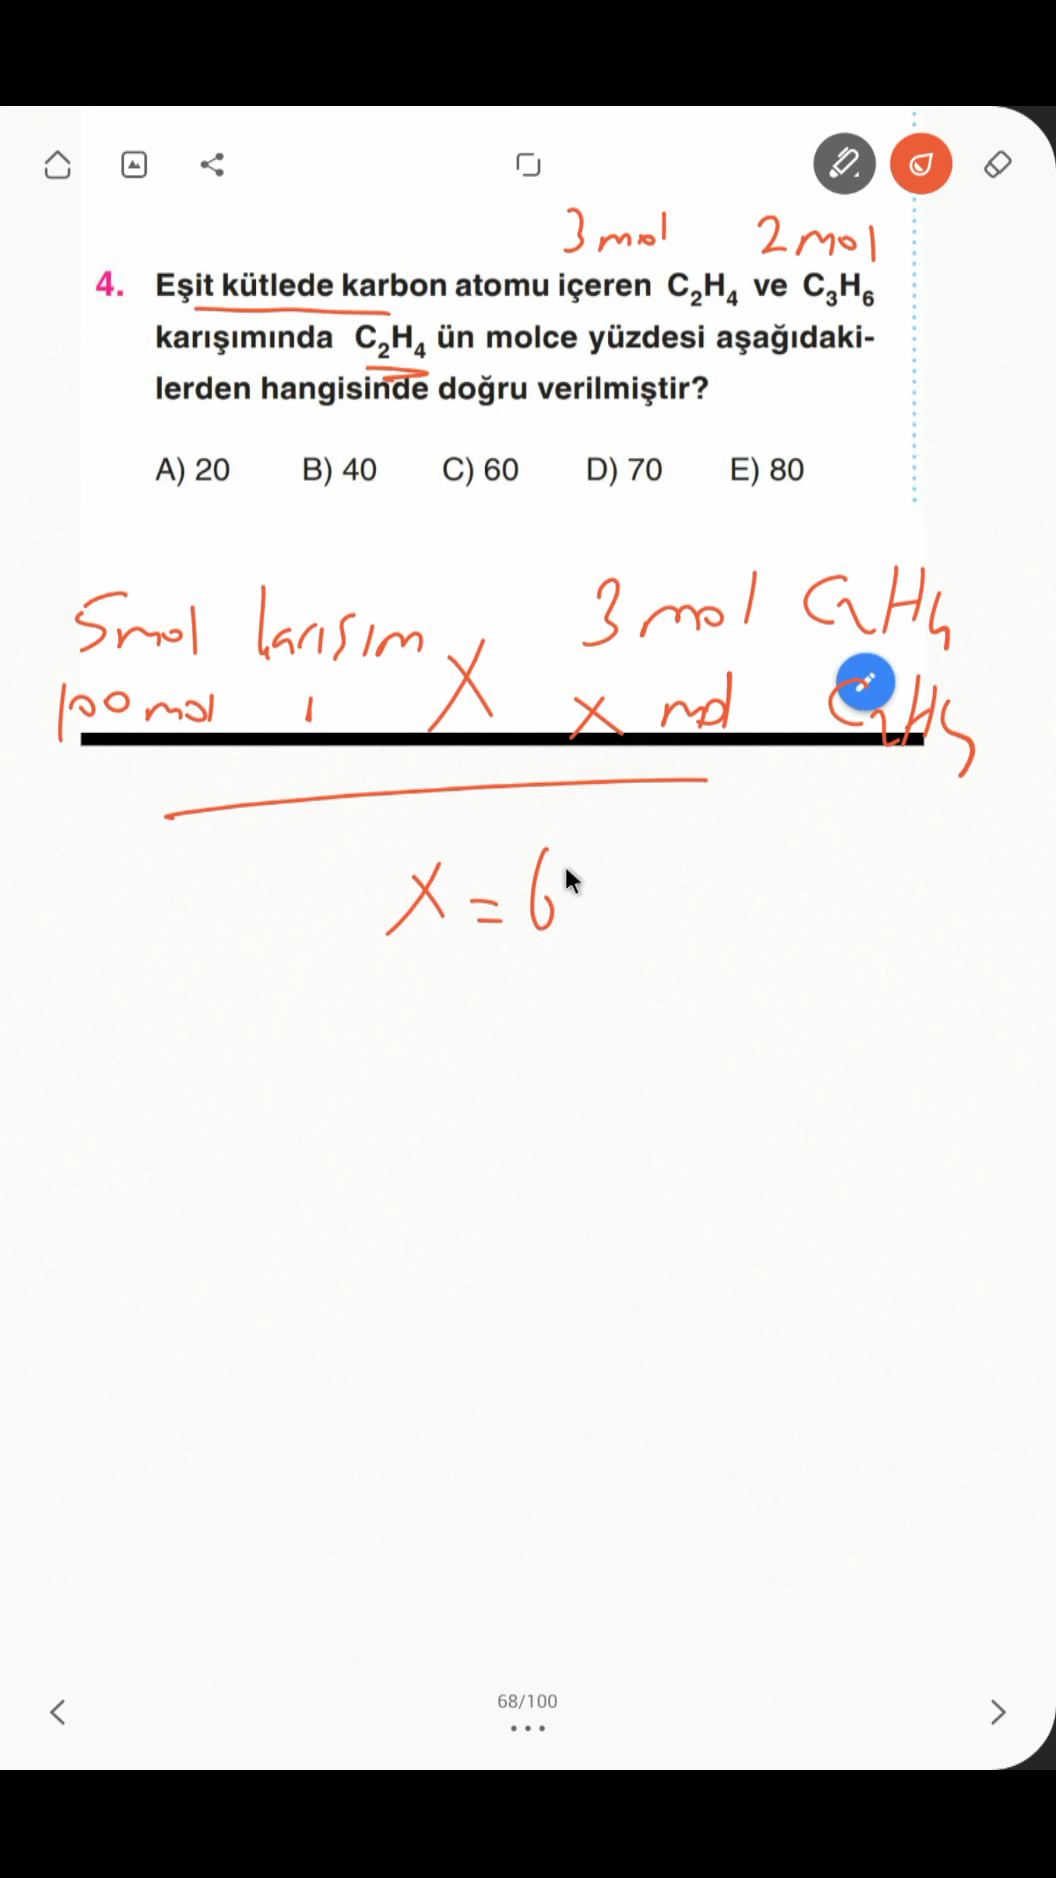 3 mol 2 mol
4. Eşit kütlede karbon atomu içeren C₂H₄ ve C₃H₆
karışımında C₂H₄ ün molce yüzdesi aşağıdaki-
lerden hangisinde doğru verilmiştir?
A) 20 B) 40 C) 60 D) 70 E) 80
5 mol karışım 3 mol C₂H₄
100 mol x mol C₂H₄
x = 6
68/100